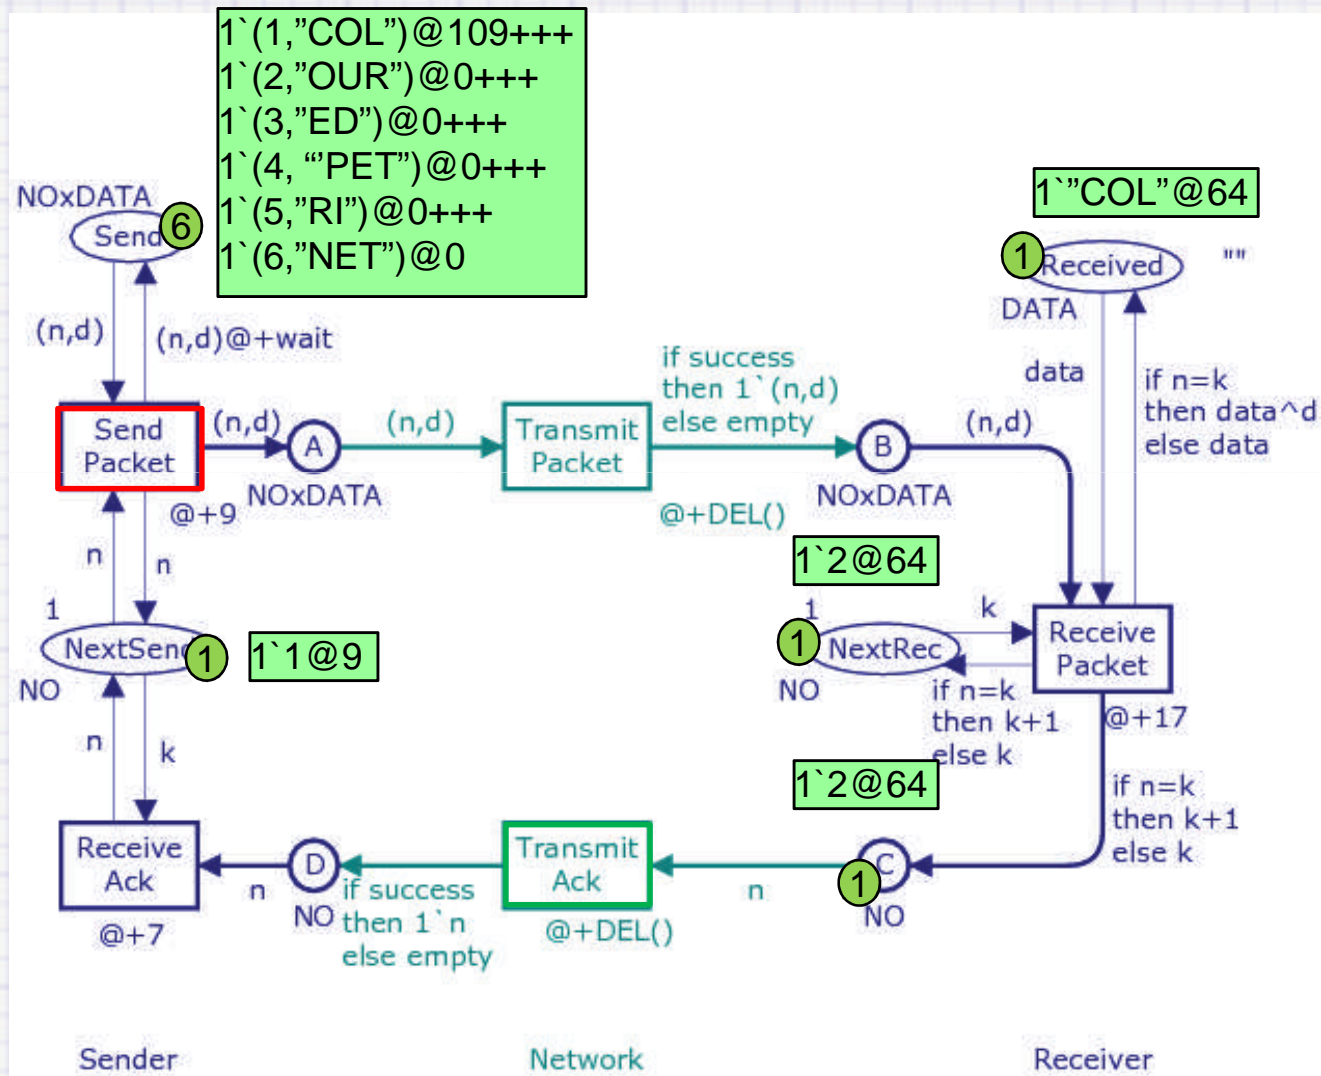 1`(1,”COL”)@109+++
1`(2,”OUR”)@0+++
1`(3,”ED”)@0+++
1`(4, “’PET”)@0+++
1`(5,”RI”)@0+++
1`(6,”NET”)@0
NOxDATA
Send
6
1`”COL”@64
1
Received
""
DATA
(n,d)
(n,d)@+wait
if success
then 1`(n,d)
else empty
data
if n=k
then data^d
else data
Send
Packet
(n,d)
A
(n,d)
Transmit
Packet
B
(n,d)
NOxDATA
NOxDATA
@+9
@+DEL()
n
n
1`2@64
1
NextSend
1
1`1@9
NO
1
1
NextRec
k
Receive
Packet
NO
if n=k
then k+1
else k
@+17
n
k
1`2@64
if n=k
then k+1
else k
Receive
Ack
n
D
Transmit
Ack
n
1
C
NO
if success
then 1`n
else empty
NO
@+7
@+DEL()
Sender
Network
Receiver